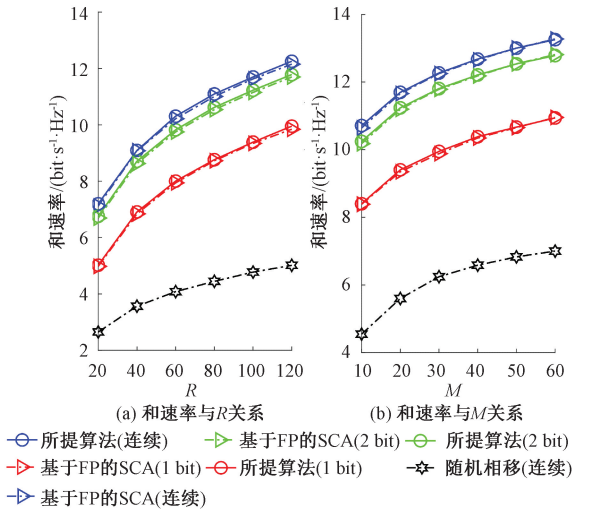 14
12
10
8
6
4
2
和速率/(bit·s⁻¹·Hz⁻¹)
20 40 60 80 100 120
R
(a) 和速率与R关系
14
12
10
8
6
4
和速率/(bit·s⁻¹·Hz⁻¹)
10 20 30 40 50 60
M
(b) 和速率与M关系
所提算法(连续) 基于FP的SCA(2 bit) 所提算法(2 bit)
基于FP的SCA(1 bit) 所提算法(1 bit) 随机相移(连续)
基于FP的SCA(连续)